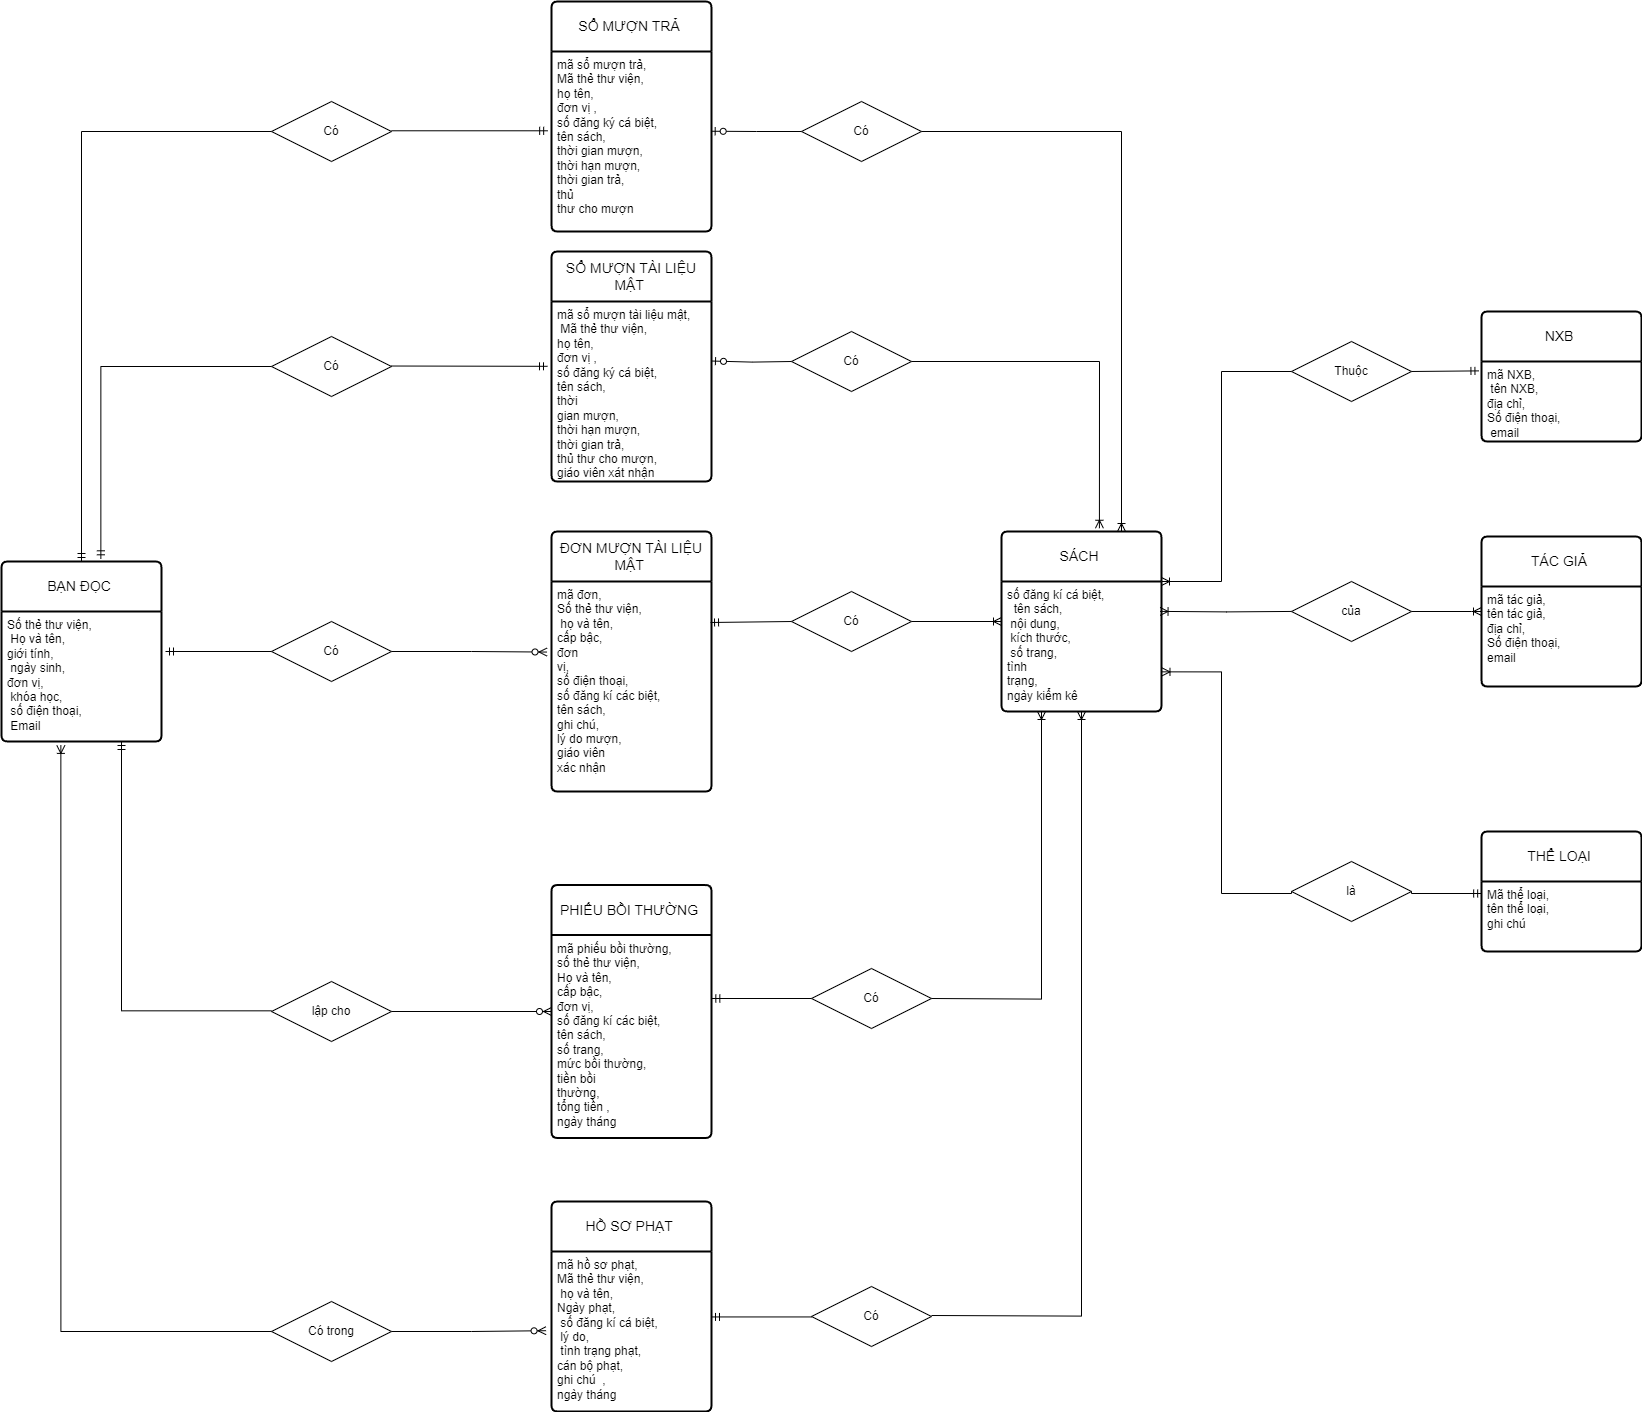 SỔ MƯỢN TRẢ
mã sổ mượn trả,
Mã thẻ thư viện,
họ tên,
đơn vị ,
số đăng ký cá biệt,
tên sách,
thời gian mượn,
thời hạn mượn,
thời gian trả,
thủ
thư cho mượn
Có
Có
SỔ MƯỢN TÀI LIỆU
MẬT
mã sổ mượn tài liệu mật,
Mã thẻ thư viện,
họ tên,
đơn vị ,
số đăng ký cá biệt,
tên sách,
thời
gian mượn,
thời hạn mượn,
thời gian trả,
thủ thư cho mượn,
giáo viên xát nhận
Có
Có
NXB
mã NXB,
tên NXB,
địa chỉ,
Số điện thoại,
email
Thuộc
BẠN ĐỌC
Số thẻ thư viện,
Họ và tên,
giới tính,
ngày sinh,
đơn vị,
khóa học,
số điện thoại,
Email
Có
ĐƠN MƯỢN TÀI LIỆU
MẬT
mã đơn,
Số thẻ thư viện,
họ và tên,
cấp bậc,
đơn
vị,
số điện thoại,
số đăng kí các biệt,
tên sách,
ghi chú,
lý do mượn,
giáo viên
xác nhận
Có
SÁCH
số đăng kí cá biệt,
tên sách,
nội dung,
kích thước,
số trang,
tình
trạng,
ngày kiểm kê
của
TÁC GIẢ
mã tác giả,
tên tác giả,
địa chỉ,
Số điện thoại,
email
là
THỂ LOẠI
Mã thể loại,
tên thể loại,
ghi chú
lập cho
PHIẾU BỒI THƯỜNG
mã phiếu bồi thường,
số thẻ thư viện,
Họ và tên,
cấp bậc,
đơn vị,
số đăng kí các biệt,
tên sách,
số trang,
mức bồi thường,
tiền bồi
thường,
tổng tiền ,
ngày tháng
Có
Có trong
HỒ SƠ PHẠT
mã hồ sơ phạt,
Mã thẻ thư viện,
họ và tên,
Ngày phạt,
số đăng kí cá biệt,
lý do,
tình trạng phạt,
cán bộ phạt,
ghi chú  ,
ngày tháng
Có